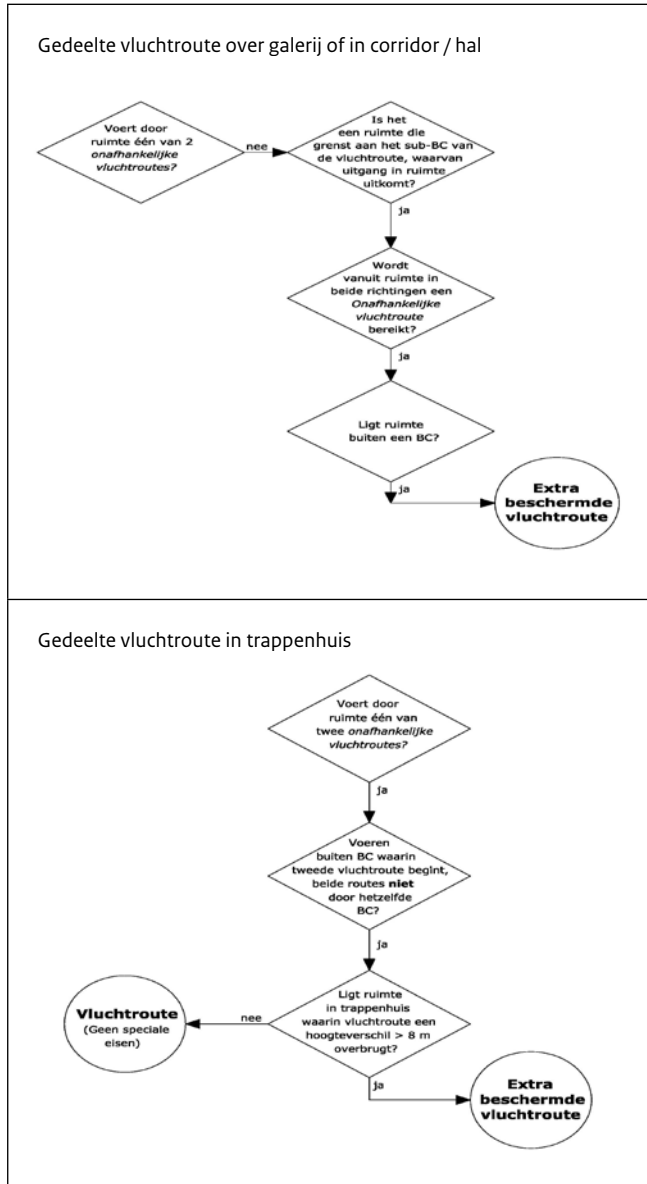 Gedeelte vluchtroute over galerij of in corridor / hal
Voert door
ruimte één van 2
onafhankelijke
vluchtroutes?
nee
Is het
een ruimte die
grenst aan het sub-BC van
de vluchtroute, waarvan
uitgang in ruimte
uitkomt?
ja
Wordt
vanuit ruimte in
beide richtingen een
Onafhankelijke
vluchtroute
bereikt?
ja
Ligt ruimte
buiten een BC?
ja
Extra
beschermde
vluchtroute
Gedeelte vluchtroute in trappenhuis
Voert door
ruimte één van
twee onafhankelijke
vluchtroutes?
ja
Voeren
buiten BC waarin
tweede vluchtroute begint,
beide routes niet
door hetzelfde
BC?
ja
Ligt ruimte
in trappenhuis
waarin vluchtroute een
hoogteverschil > 8 m
overbrugt?
nee
Vluchtroute
(Geen speciale
eisen)
ja
Extra
beschermde
vluchtroute